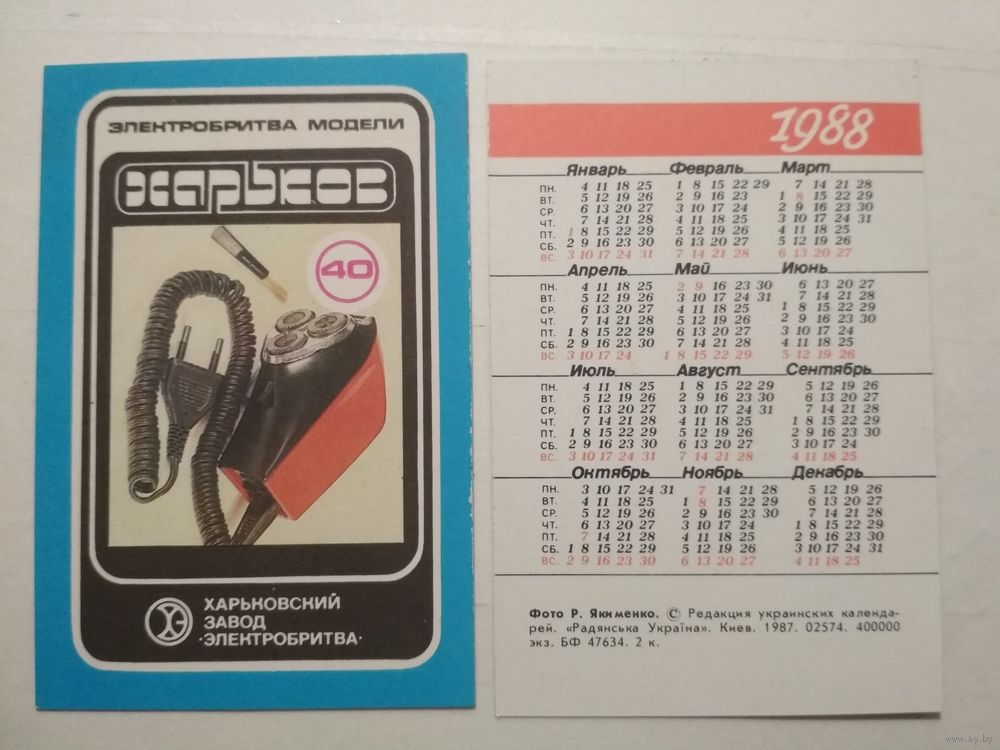 ЭЛЕКТРОБРИТВА МОДЕЛИ
ХАРЬКОВ
40
ХАРЬКОВСКИЙ
ЗАВОД
·ЭЛЕКТРОБРИТВА·
1988
Январь Февраль Март
ПН. 4 11 18 25 1 8 15 22 29 7 14 21 28
ВТ. 5 12 19 26 2 9 16 23 1 8 15 22 29
СР. 6 13 20 27 3 10 17 24 2 9 16 23 30
ЧТ. 7 14 21 28 4 11 18 25 3 10 17 24 31
ПТ. 1 8 15 22 29 5 12 19 26 4 11 18 25
СБ. 2 9 16 23 30 6 13 20 27 5 12 19 26
ВС. 3 10 17 24 31 7 14 21 28 6 13 20 27
Апрель Май Июнь
ПН. 4 11 18 25 2 9 16 23 30 6 13 20 27
ВТ. 5 12 19 26 3 10 17 24 31 7 14 21 28
СР. 6 13 20 27 4 11 18 25 1 8 15 22 29
ЧТ. 7 14 21 28 5 12 19 26 2 9 16 23 30
ПТ. 1 8 15 22 29 6 13 20 27 3 10 17 24
СБ. 2 9 16 23 30 7 14 21 28 4 11 18 25
ВС. 3 10 17 24 1 8 15 22 29 5 12 19 26
Июль Август Сентябрь
ПН. 4 11 18 25 1 8 15 22 29 5 12 19 26
ВТ. 5 12 19 26 2 9 16 23 30 6 13 20 27
СР. 6 13 20 27 3 10 17 24 31 7 14 21 28
ЧТ. 7 14 21 28 4 11 18 25 1 8 15 22 29
ПТ. 1 8 15 22 29 5 12 19 26 2 9 16 23 30
СБ. 2 9 16 23 30 6 13 20 27 3 10 17 24
ВС. 3 10 17 24 31 7 14 21 28 4 11 18 25
Октябрь Ноябрь Декабрь
ПН. 3 10 17 24 31 7 14 21 28 5 12 19 26
ВТ. 4 11 18 25 1 8 15 22 29 6 13 20 27
СР. 5 12 19 26 2 9 16 23 30 7 14 21 28
ЧТ. 6 13 20 27 3 10 17 24 1 8 15 22 29
ПТ. 7 14 21 28 4 11 18 25 2 9 16 23 30
СБ. 1 8 15 22 29 5 12 19 26 3 10 17 24 31
ВС. 2 9 16 23 30 6 13 20 27 4 11 18 25
Фото Р. Якименко. © Редакция украинских календа-
рей. «Радянська Україна». Киев. 1987. 02574. 400000
экз. БФ 47634. 2 к.
www.ay.by